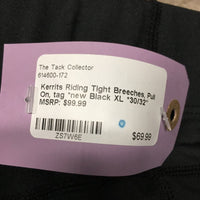 The Tack Collector
614600-172
Kerrits Riding Tight Breeches, Pull
On, tag *new Black XL "30/32"
MSRP: $99.99
ZS7W6E
$69.99